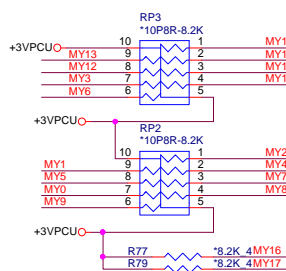 RP3
*10P8R-8.2K
+3VPCU 10 1 MY1
MY13 9 2 MY1
MY12 8 3 MY1
MY3 7 4 MY1
MY6 6 5
+3VPCU
RP2
*10P8R-8.2K
10 1 MY2
MY1 9 2 MY4
MY5 8 3 MY7
MY0 7 4 MY8
MY9 6 5
+3VPCU
R77 *8.2K_4 MY16
R79 *8.2K_4 MY17